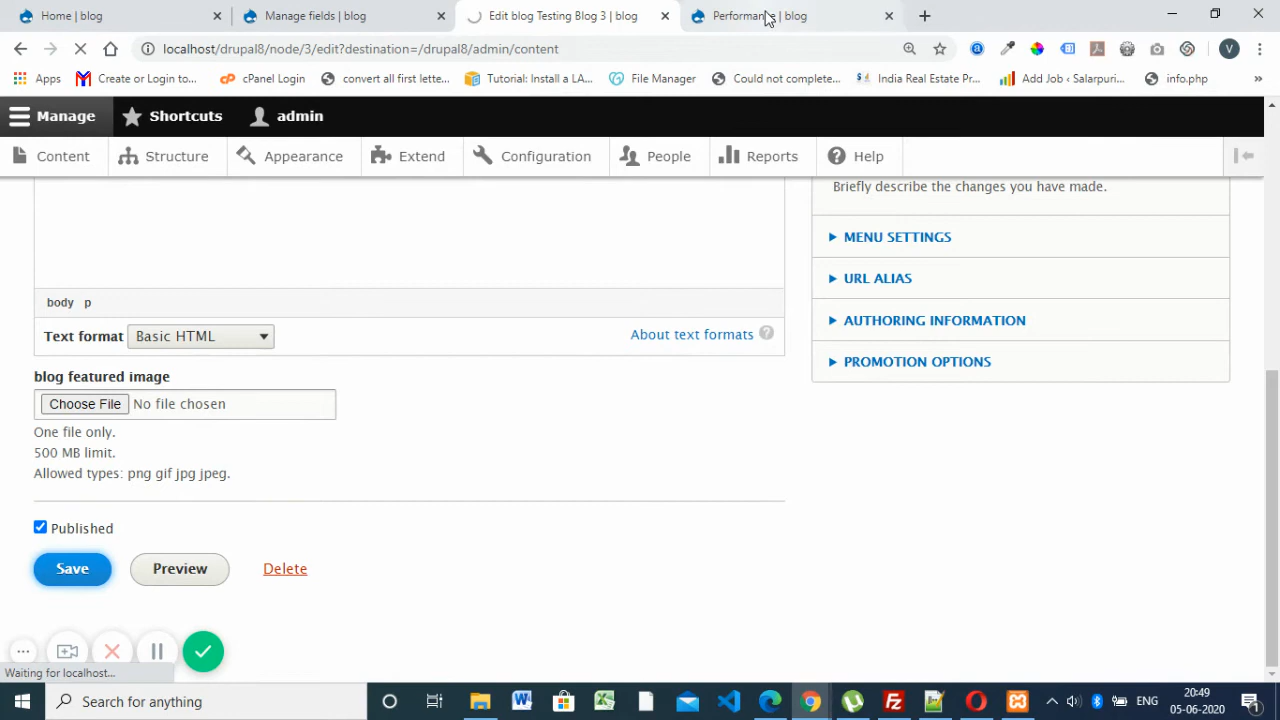 Home | blog
Manage fields | blog
Edit blog Testing Blog 3 | blog
Performance | blog
localhost/drupal8/node/3/edit?destination=/drupal8/admin/content
V
Apps
Create or Login to...
cPanel Login
convert all first lette...
Tutorial: Install a LA...
File Manager
Could not complete...
India Real Estate Pr...
Add Job ‹ Salarpuri...
info.php
»
Manage
Shortcuts
admin
Content
Structure
Appearance
Extend
Configuration
People
Reports
Help
Briefly describe the changes you have made.
MENU SETTINGS
URL ALIAS
AUTHORING INFORMATION
PROMOTION OPTIONS
body p
Text format
Basic HTML
About text formats
blog featured image
Choose File No file chosen
One file only.
500 MB limit.
Allowed types: png gif jpg jpeg.
Published
Save
Preview
Delete
Waiting for localhost...
Search for anything
ENG
20:49
05-06-2020